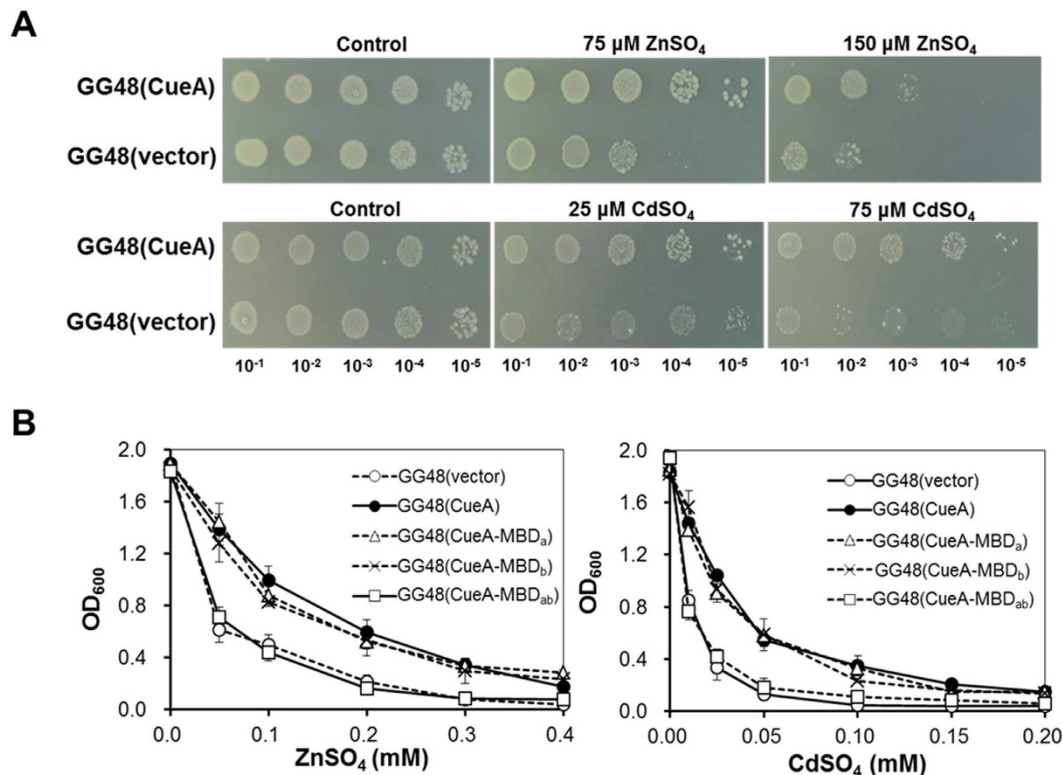 A
Control 75 µM ZnSO₄ 150 µM ZnSO₄
GG48(CueA)
GG48(vector)
Control 25 µM CdSO₄ 75 µM CdSO₄
GG48(CueA)
GG48(vector)
10⁻¹ 10⁻² 10⁻³ 10⁻⁴ 10⁻⁵ 10⁻¹ 10⁻² 10⁻³ 10⁻⁴ 10⁻⁵ 10⁻¹ 10⁻² 10⁻³ 10⁻⁴ 10⁻⁵
B
OD₆₀₀
2.0
1.6
1.2
0.8
0.4
0.0
GG48(vector)
GG48(CueA)
GG48(CueA-MBDₐ)
GG48(CueA-MBD_b)
GG48(CueA-MBD_ab)
0.0 0.1 0.2 0.3 0.4
ZnSO₄ (mM)
OD₆₀₀
2.0
1.6
1.2
0.8
0.4
0.0
GG48(vector)
GG48(CueA)
GG48(CueA-MBDₐ)
GG48(CueA-MBD_b)
GG48(CueA-MBD_ab)
0.00 0.05 0.10 0.15 0.20
CdSO₄ (mM)